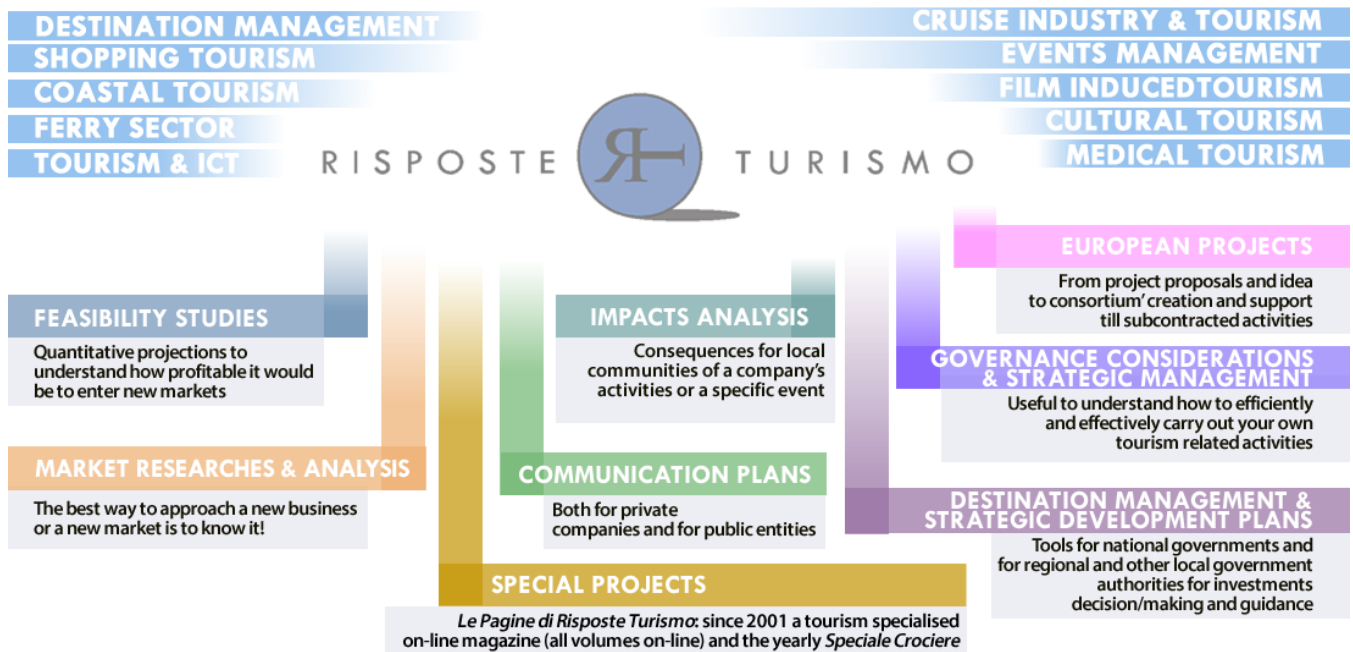 DESTINATION MANAGEMENT
SHOPPING TOURISM
COASTAL TOURISM
FERRY SECTOR
TOURISM & ICT
CRUISE INDUSTRY & TOURISM
EVENTS MANAGEMENT
FILM INDUCEDTOURISM
CULTURAL TOURISM
MEDICAL TOURISM
RISPOSTE RT TURISMO
FEASIBILITY STUDIES
Quantitative projections to
understand how profitable it would
be to enter new markets
MARKET RESEARCHES & ANALYSIS
The best way to approach a new business
or a new market is to know it!
SPECIAL PROJECTS
Le Pagine di Risposte Turismo: since 2001 a tourism specialised
on-line magazine (all volumes on-line) and the yearly Speciale Crociere
COMMUNICATION PLANS
Both for private
companies and for public entities
IMPACTS ANALYSIS
Consequences for local
communities of a company's
activities or a specific event
EUROPEAN PROJECTS
From project proposals and idea
to consortium' creation and support
till subcontracted activities
GOVERNANCE CONSIDERATIONS
& STRATEGIC MANAGEMENT
Useful to understand how to efficiently
and effectively carry out your own
tourism related activities
DESTINATION MANAGEMENT &
STRATEGIC DEVELOPMENT PLANS
Tools for national governments and
for regional and other local government
authorities for investments
decision/making and guidance